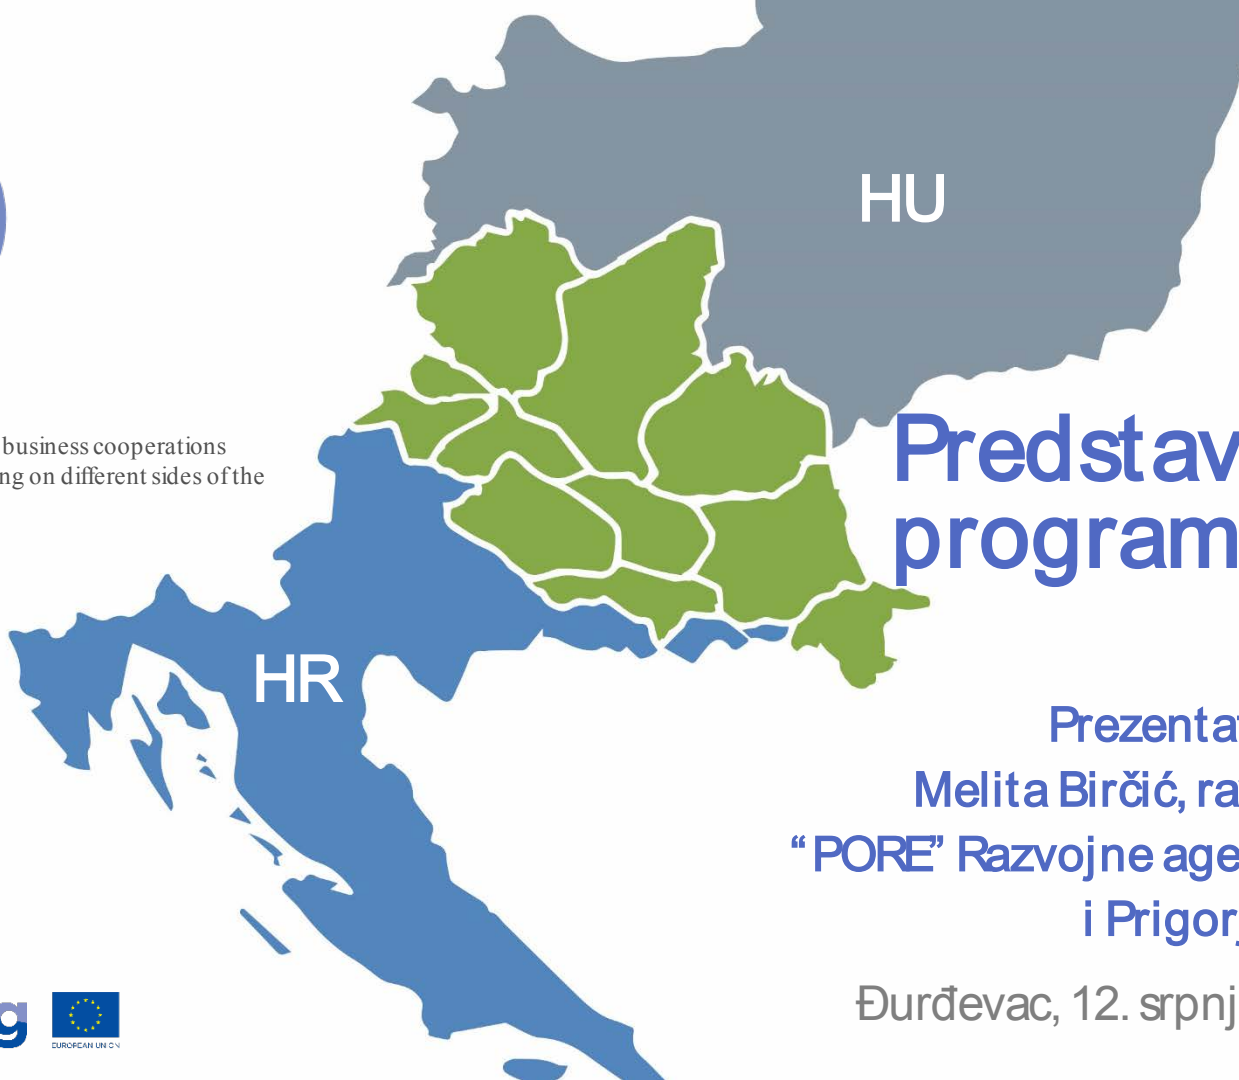 HU
business cooperations
ng on different sides of the
Predstav
program
HR
Prezentat
Melita Birčić, ra
“PORE” Razvojne age
i Prigorj
Đurđevac, 12. srpnj
g
EUROPEAN UNION